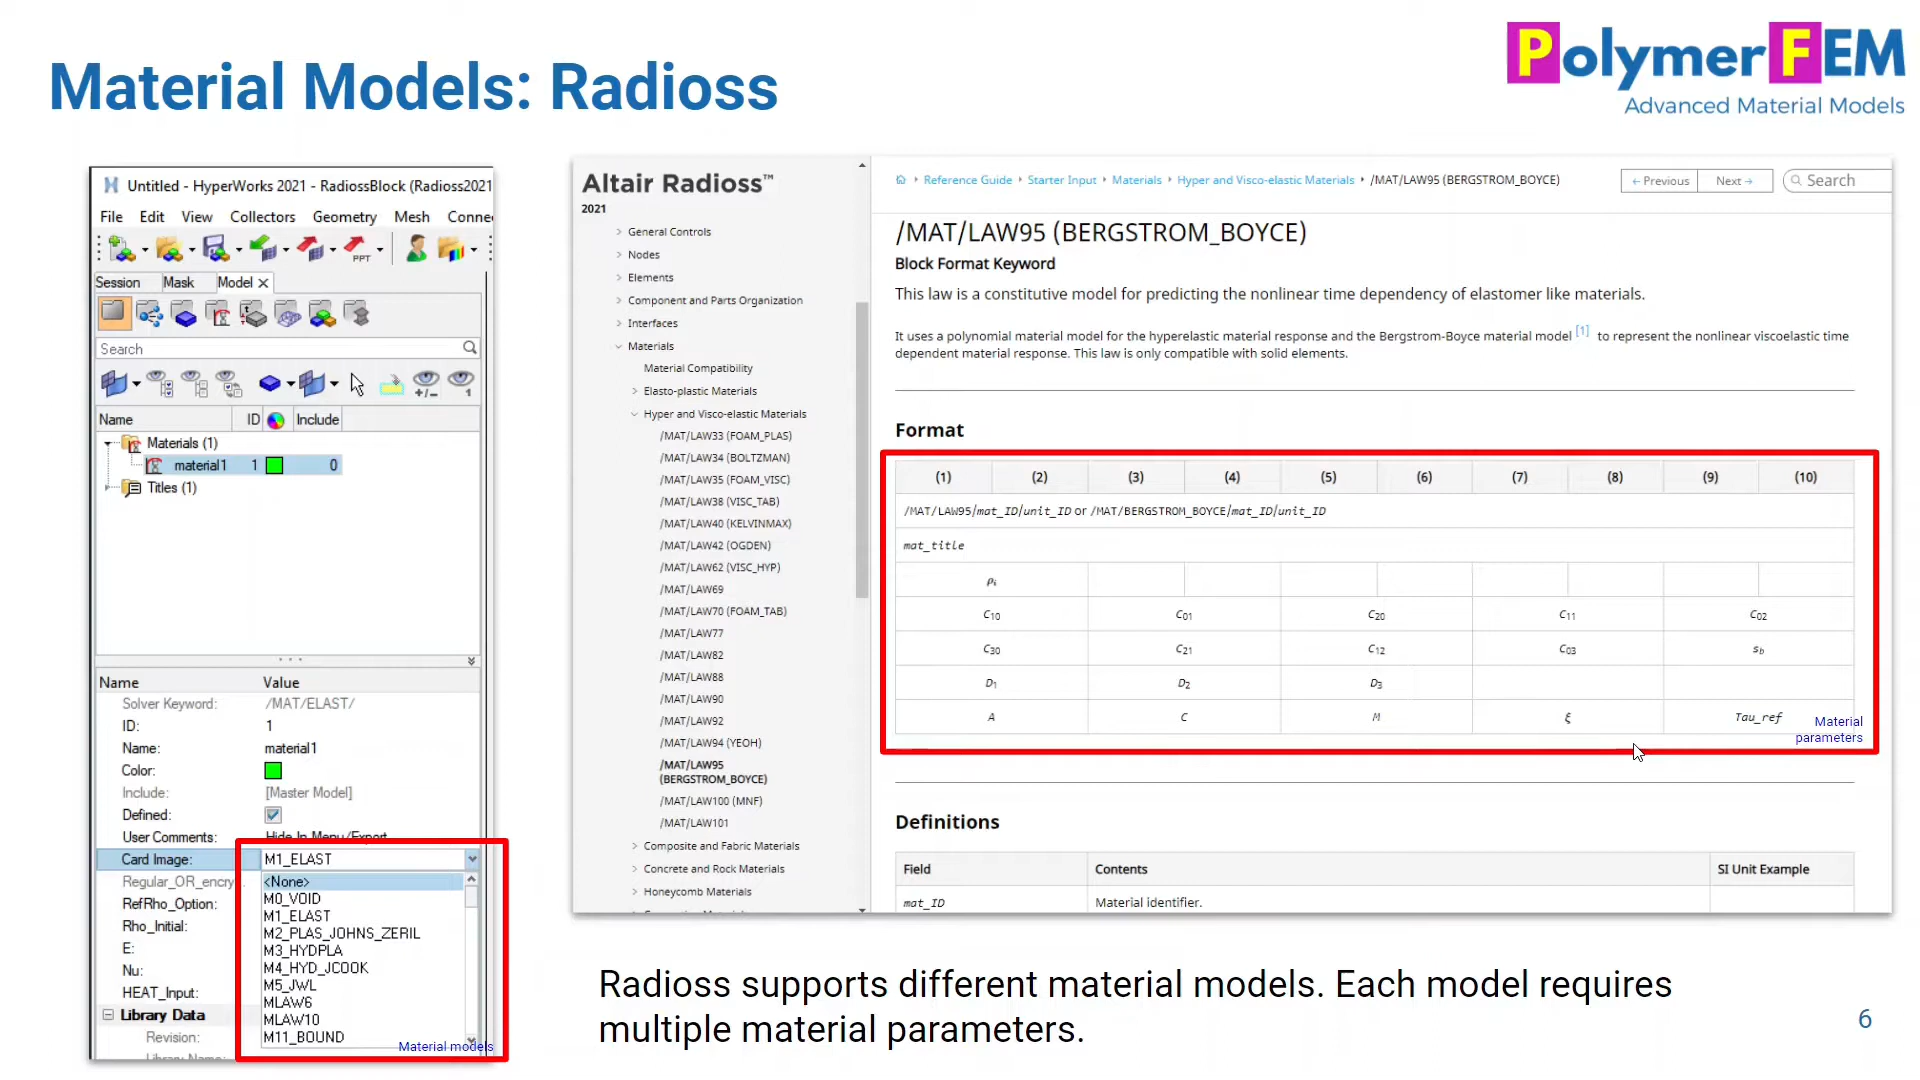 Material Models: Radioss
PolymerFEM
Advanced Material Models
Untitled - HyperWorks 2021 - RadiossBlock (Radioss2021
File Edit View Collectors Geometry Mesh Conne
PPT
Session Mask Model
Search
+/- 1
Name ID Include
Materials (1)
material1 1 0
Titles (1)
Name Value
Solver Keyword: /MAT/ELAST/
ID: 1
Name: material1
Color:
Include: [Master Model]
Defined:
User Comments: Hide In Menu/Export
Card Image: M1_ELAST
Regular_OR_encry <None>
RefRho_Option:
Rho_Initial:
E:
Nu:
HEAT_Input:
Library Data
Revision:
Library Name:
M0_VOID
M1_ELAST
M2_PLAS_JOHNS_ZERIL
M3_HYDPLA
M4_HYD_JCOOK
M5_JWL
MLAW6
MLAW10
M11_BOUND
Material models
Altair Radioss™
2021
General Controls
Nodes
Elements
Component and Parts Organization
Interfaces
Materials
Material Compatibility
Elasto-plastic Materials
Hyper and Visco-elastic Materials
/MAT/LAW33 (FOAM_PLAS)
/MAT/LAW34 (BOLTZMAN)
/MAT/LAW35 (FOAM_VISC)
/MAT/LAW38 (VISC_TAB)
/MAT/LAW40 (KELVINMAX)
/MAT/LAW42 (OGDEN)
/MAT/LAW62 (VISC_HYP)
/MAT/LAW69
/MAT/LAW70 (FOAM_TAB)
/MAT/LAW77
/MAT/LAW82
/MAT/LAW88
/MAT/LAW90
/MAT/LAW92
/MAT/LAW94 (YEOH)
/MAT/LAW95
(BERGSTROM_BOYCE)
/MAT/LAW100 (MNF)
/MAT/LAW101
Composite and Fabric Materials
Concrete and Rock Materials
Honeycomb Materials
Reference Guide › Starter Input › Materials › Hyper and Visco-elastic Materials › /MAT/LAW95 (BERGSTROM_BOYCE)
← Previous Next → Search
/MAT/LAW95 (BERGSTROM_BOYCE)
Block Format Keyword
This law is a constitutive model for predicting the nonlinear time dependency of elastomer like materials.
It uses a polynomial material model for the hyperelastic material response and the Bergstrom-Boyce material model [1] to represent the nonlinear viscoelastic time
dependent material response. This law is only compatible with solid elements.
Format
(1) (2) (3) (4) (5) (6) (7) (8) (9) (10)
/MAT/LAW95/mat_ID/unit_ID or /MAT/BERGSTROM_BOYCE/mat_ID/unit_ID
mat_title
ρi
C10 C01 C20 C11 C02
C30 C21 C12 C03 sb
D1 D2 D3
A C M ξ Tau_ref
Material
parameters
Definitions
Field Contents SI Unit Example
mat_ID Material identifier.
Radioss supports different material models. Each model requires
multiple material parameters.
6